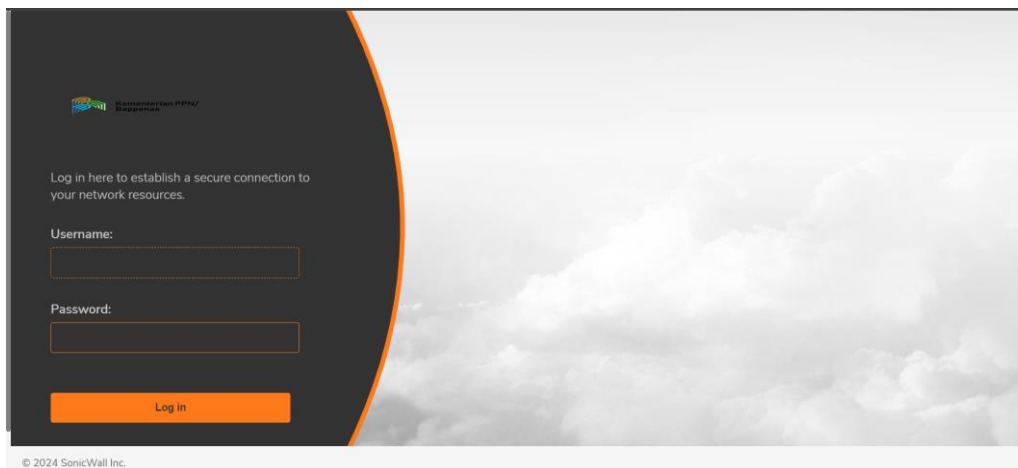 Kementerian PPN/
Bappenas
Log in here to establish a secure connection to
your network resources.
Username:
Password:
Log in
© 2024 SonicWall Inc.